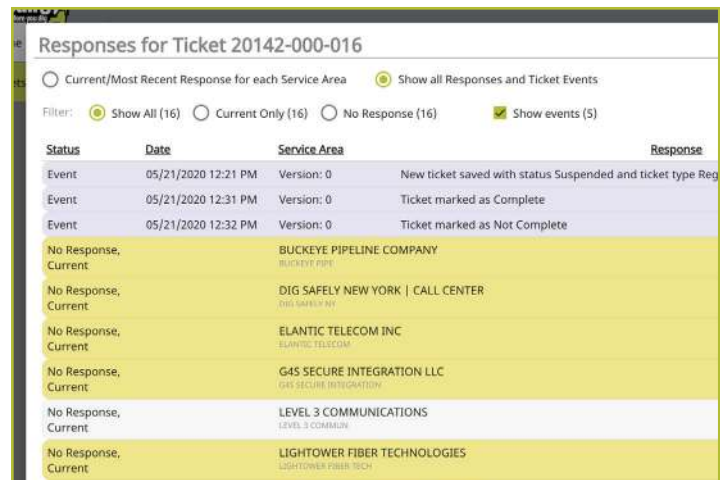 before you dig
Responses for Ticket 20142-000-016
Current/Most Recent Response for each Service Area Show all Responses and Ticket Events
Filter: Show All (16) Current Only (16) No Response (16) Show events (5)
Status Date Service Area Response
Event 05/21/2020 12:21 PM Version: 0 New ticket saved with status Suspended and ticket type Reg
Event 05/21/2020 12:31 PM Version: 0 Ticket marked as Complete
Event 05/21/2020 12:32 PM Version: 0 Ticket marked as Not Complete
No Response, BUCKEYE PIPELINE COMPANY
Current BUCKEYE PIPE
No Response, DIG SAFELY NEW YORK | CALL CENTER
Current DIG SAFELY NY
No Response, ELANTIC TELECOM INC
Current ELANTIC TELECOM
No Response, G4S SECURE INTEGRATION LLC
Current G4S SECURE INTEGRATION
No Response, LEVEL 3 COMMUNICATIONS
Current LEVEL 3 COMMUN
No Response, LIGHTOWER FIBER TECHNOLOGIES
Current LIGHTOWER FIBER TECH